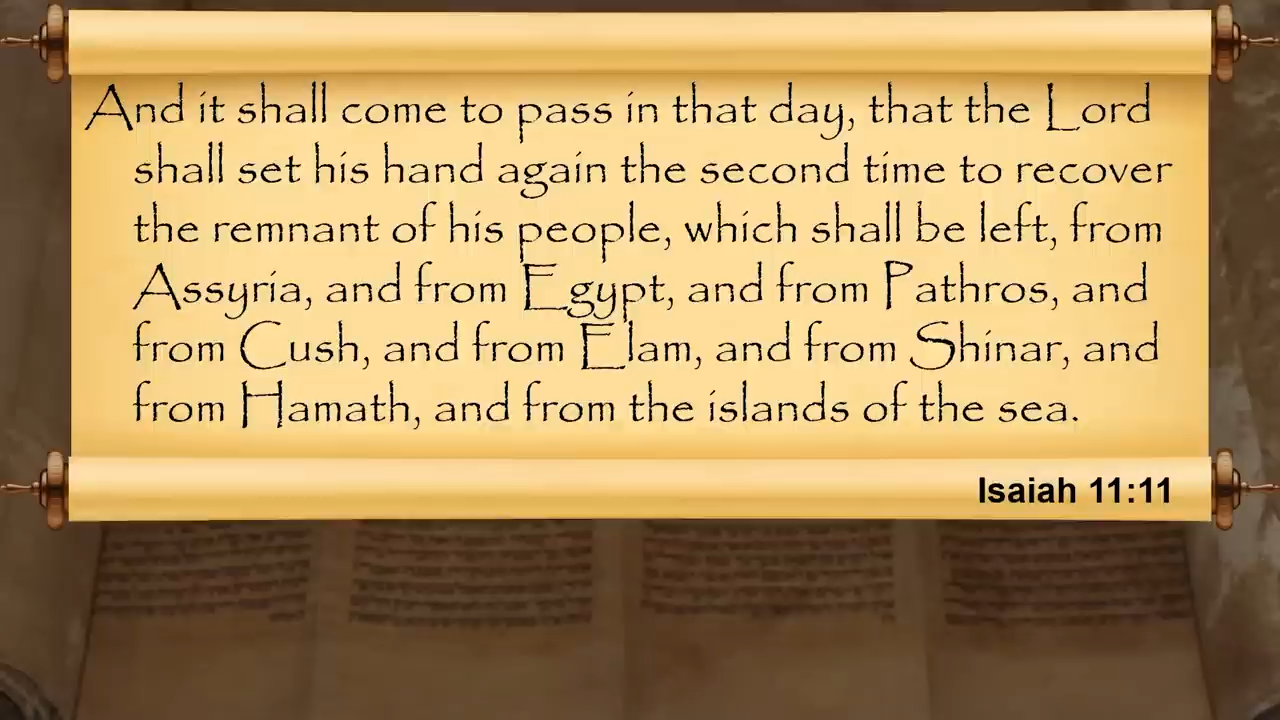 And it shall come to pass in that day, that the Lord
shall set his hand again the second time to recover
the remnant of his people, which shall be left, from
Assyria, and from Egypt, and from Pathros, and
from Cush, and from Elam, and from Shinar, and
from Hamath, and from the islands of the sea.
Isaiah 11:11